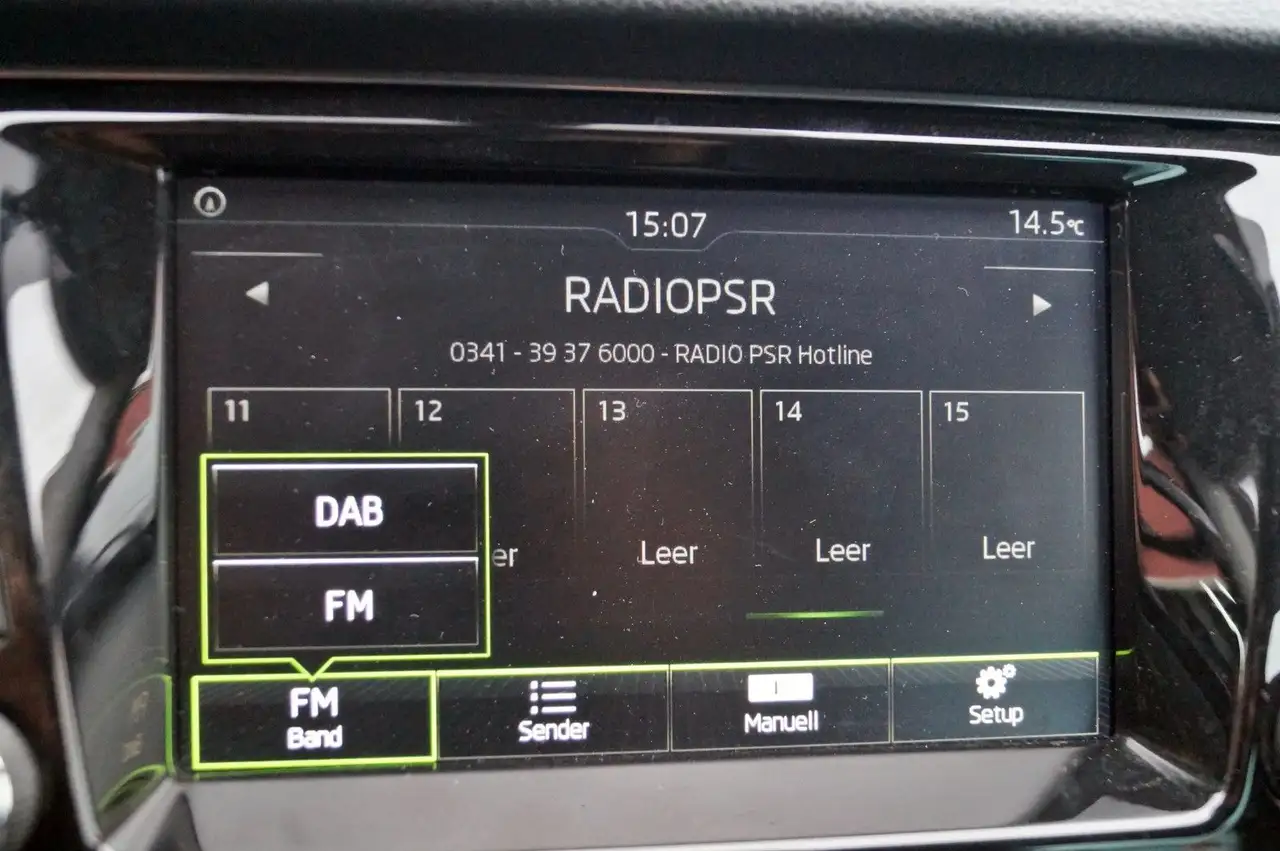 15:07
14.5°C
RADIOPSR
0341 - 39 37 6000 - RADIO PSR Hotline
11 12 13 14 15
DAB
er Leer Leer Leer
FM
FM Band
Sender
Manuell
Setup